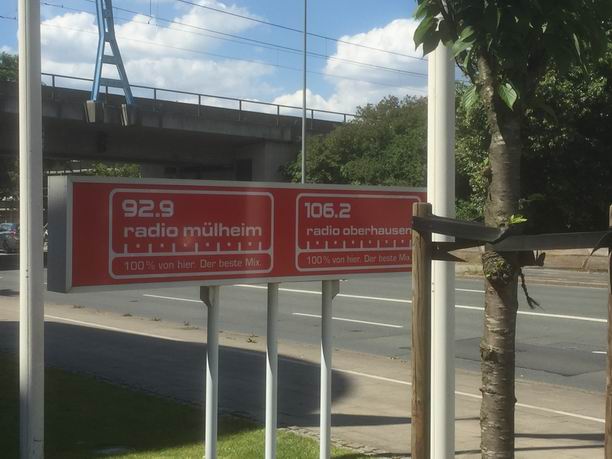 92.9
radio mülheim
100% von hier. Der beste Mix.
106.2
radio oberhausen
100% von hier. Der beste Mix.